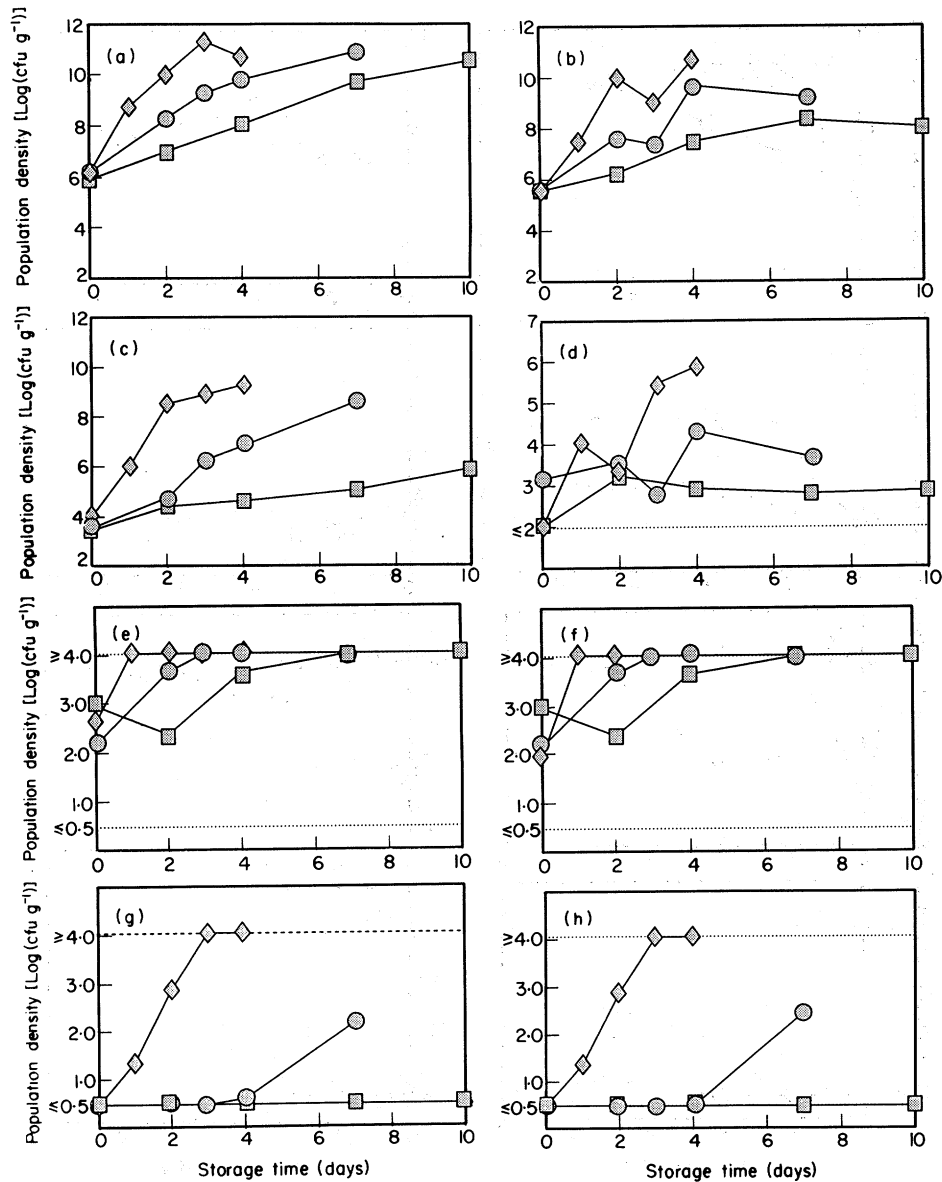 Population density [Log(cfu g⁻¹)]
12
10
8
6
4
2
(a)
0 2 4 6 8 10
12
10
8
6
4
2
(b)
0 2 4 6 8 10
Population density [Log(cfu g⁻¹)]
12
10
8
6
4
2
(c)
0 2 4 6 8 10
7
6
5
4
3
≤2
(d)
0 2 4 6 8 10
Population density [Log(cfu g⁻¹)]
≥4·0
3·0
2·0
1·0
≤0·5
(e)
0 2 4 6 8 10
≥4·0
3·0
2·0
1·0
≤0·5
(f)
0 2 4 6 8 10
Population density [Log(cfu g⁻¹)]
≥4·0
3·0
2·0
1·0
≤0·5
(g)
0 2 4 6 8 10
Storage time (days)
≥4·0
3·0
2·0
1·0
≤0·5
(h)
0 2 4 6 8 10
Storage time (days)